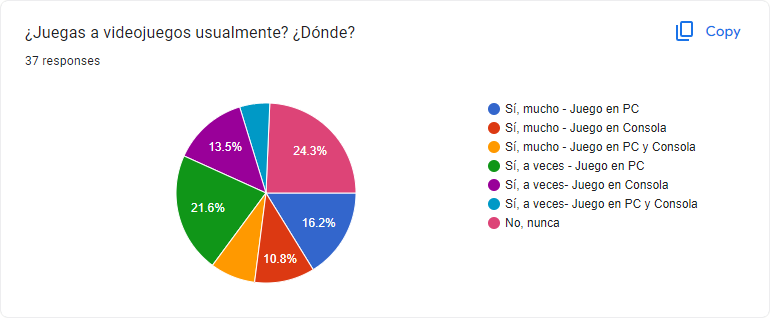 ¿Juegas a videojuegos usualmente? ¿Dónde?
Copy
37 responses
Sí, mucho - Juego en PC
Sí, mucho - Juego en Consola
Sí, mucho - Juego en PC y Consola
Sí, a veces - Juego en PC
Sí, a veces- Juego en Consola
Sí, a veces- Juego en PC y Consola
No, nunca
13.5%
24.3%
21.6%
16.2%
10.8%